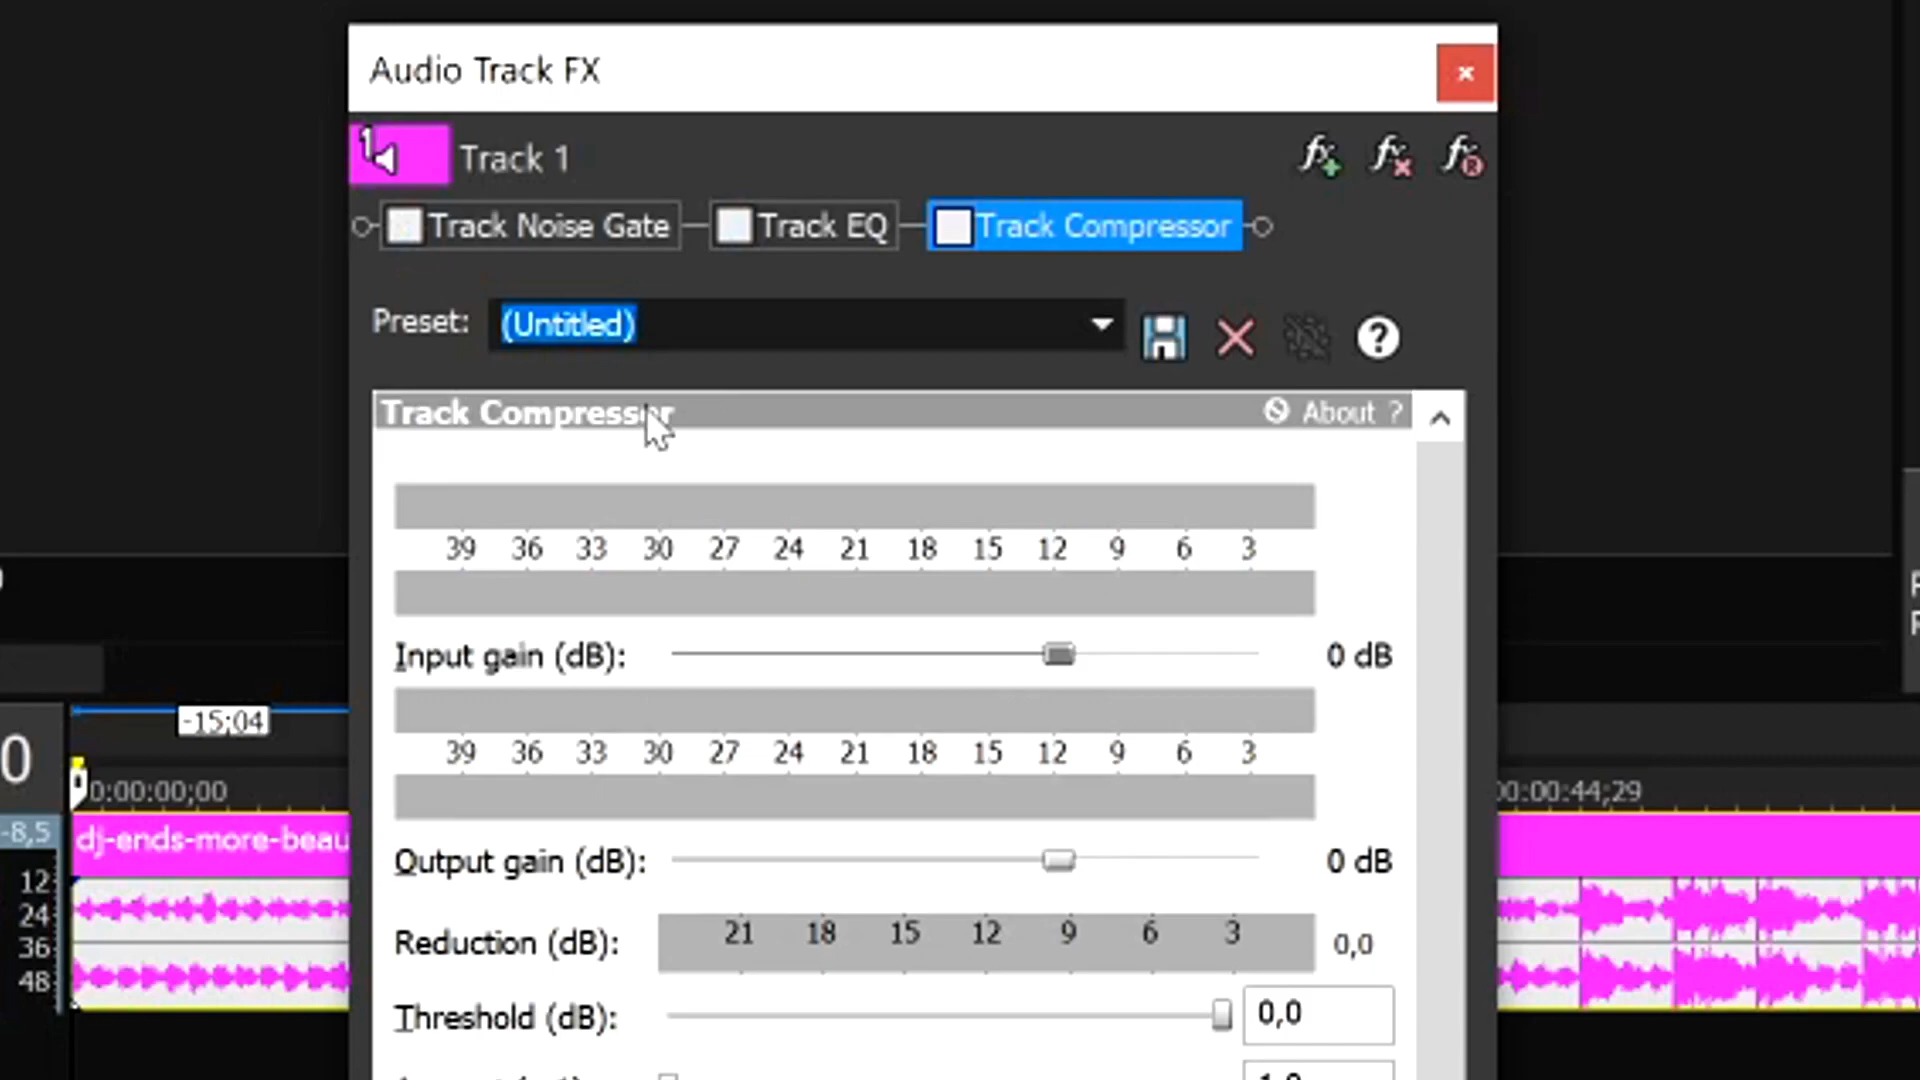 Audio Track FX
1
Track 1
Track Noise Gate
Track EQ
Track Compressor
Preset:
(Untitled)
Track Compressor
About ?
39 36 33 30 27 24 21 18 15 12 9 6 3
Input gain (dB):
0 dB
39 36 33 30 27 24 21 18 15 12 9 6 3
Output gain (dB):
0 dB
Reduction (dB):
21 18 15 12 9 6 3
0,0
Threshold (dB):
0,0
-15;04
0:00:00;00
00:00:44;29
-8,5
dj-ends-more-beau
12
24
36
48